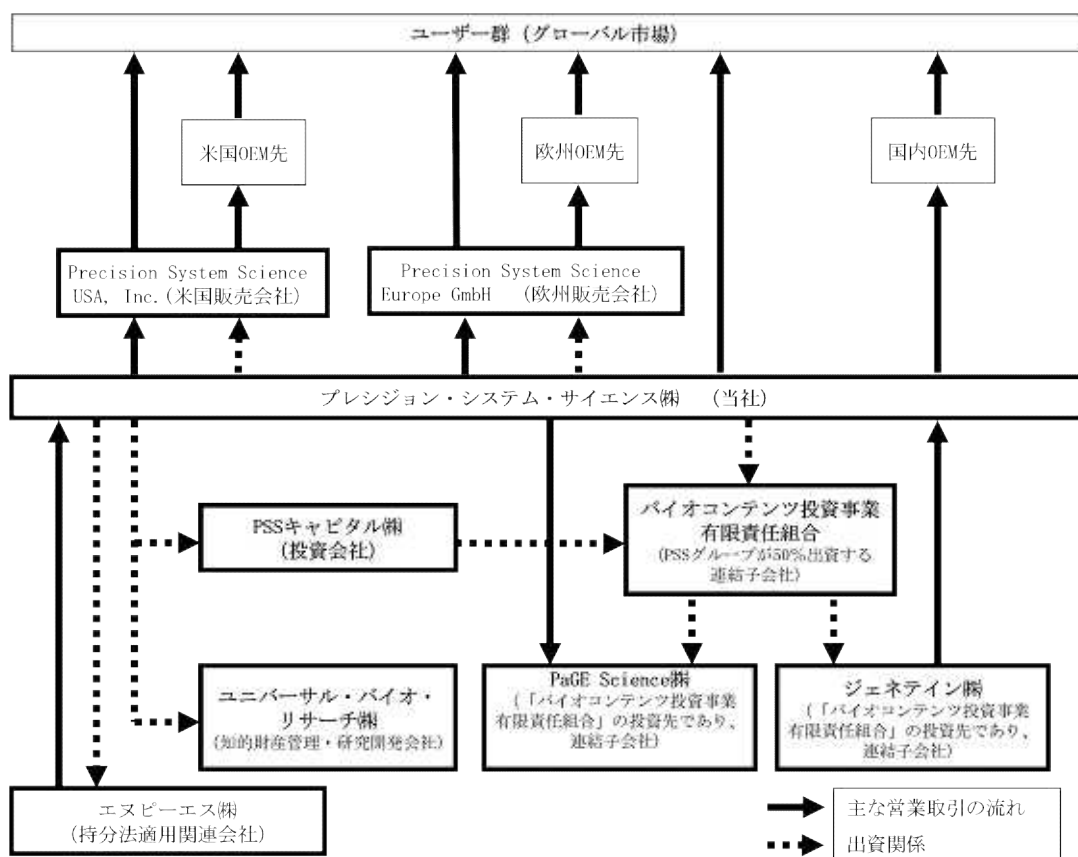 ユーザー群（グローバル市場）
米国OEM先
欧州OEM先
国内OEM先
Precision System Science
USA, Inc.(米国販売会社)
Precision System Science
Europe GmbH （欧州販売会社）
プレシジョン・システム・サイエンス㈱ （当社）
PSSキャピタル㈱
（投資会社）
バイオコンテンツ投資事業
有限責任組合
（PSSグループが50%出資する
連結子会社）
ユニバーサル・バイオ・
リサーチ㈱
（知的財産管理・研究開発会社）
PaGE Science㈱
（「バイオコンテンツ投資事業
有限責任組合」の投資先であり、
連結子会社）
ジェネテイン㈱
（「バイオコンテンツ投資事業
有限責任組合」の投資先であり、
連結子会社）
エヌピーエス㈱
（持分法適用関連会社）
主な営業取引の流れ
出資関係